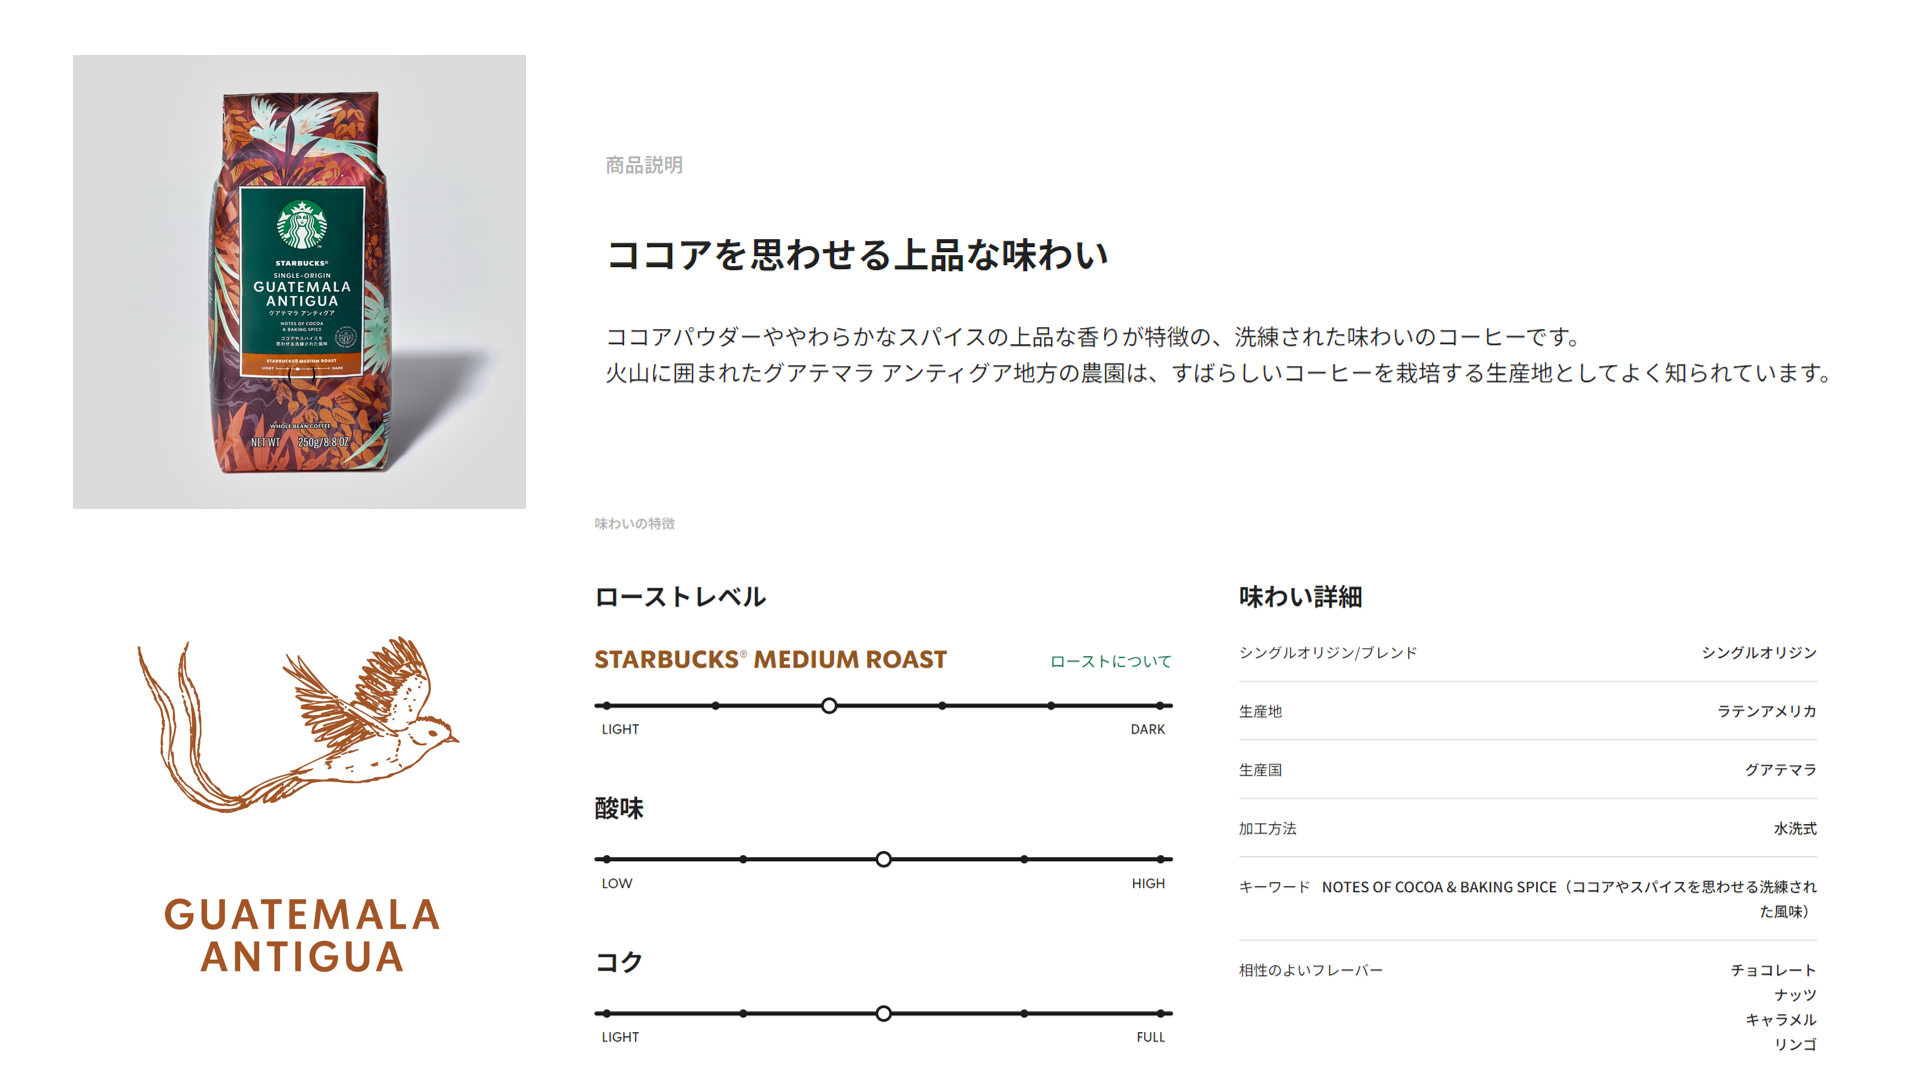 STARBUCKS®
SINGLE-ORIGIN
GUATEMALA
ANTIGUA
グアテマラ アンティグア
NOTES OF COCOA
& BAKING SPICE
ココアやスパイスを
思わせる洗練された風味
STARBUCKS® MEDIUM ROAST
LIGHT DARK
WHOLE BEAN COFFEE
NET WT 250g/8.8 OZ
商品説明
ココアを思わせる上品な味わい
ココアパウダーややわらかなスパイスの上品な香りが特徴の、洗練された味わいのコーヒーです。
火山に囲まれたグアテマラ アンティグア地方の農園は、すばらしいコーヒーを栽培する生産地としてよく知られています。
GUATEMALA
ANTIGUA
味わいの特徴
ローストレベル
STARBUCKS® MEDIUM ROAST ローストについて
LIGHT DARK
酸味
LOW HIGH
コク
LIGHT FULL
味わい詳細
シングルオリジン/ブレンド シングルオリジン
生産地 ラテンアメリカ
生産国 グアテマラ
加工方法 水洗式
キーワード NOTES OF COCOA & BAKING SPICE（ココアやスパイスを思わせる洗練され
た風味）
相性のよいフレーバー チョコレート
ナッツ
キャラメル
リンゴ